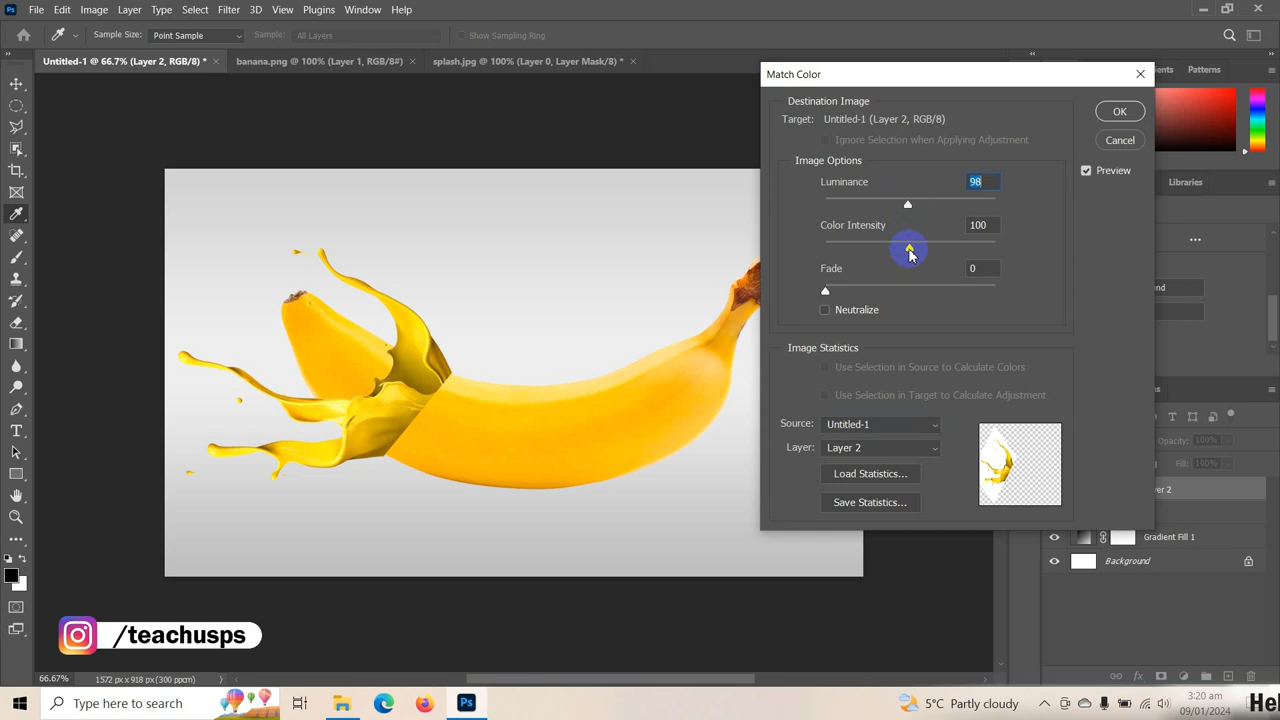 Ps File Edit Image Layer Type Select Filter 3D View Plugins Window Help
Sample Size: Point Sample Sample: All Layers Show Sampling Ring
Untitled-1 @ 66.7% (Layer 2, RGB/8) * × banana.png @ 100% (Layer 1, RGB/8#) × splash.jpg @ 100% (Layer 0, Layer Mask/8) * ×
Match Color
Patterns
Destination Image
Target: Untitled-1 (Layer 2, RGB/8)
Ignore Selection when Applying Adjustment
OK
Cancel
Preview
Image Options
Luminance 98
Color Intensity 100
Fade 0
Neutralize
Libraries
Image Statistics
Use Selection in Source to Calculate Colors
Use Selection in Target to Calculate Adjustment
Source: Untitled-1
Layer: Layer 2
Load Statistics...
Save Statistics...
Opacity: 100%
Fill: 100%
Gradient Fill 1
Background
/teachusps
66.67% 1572 px x 918 px (300 ppcm)
Type here to search
Ps
5°C Partly cloudy
3:20 am
09/01/2024